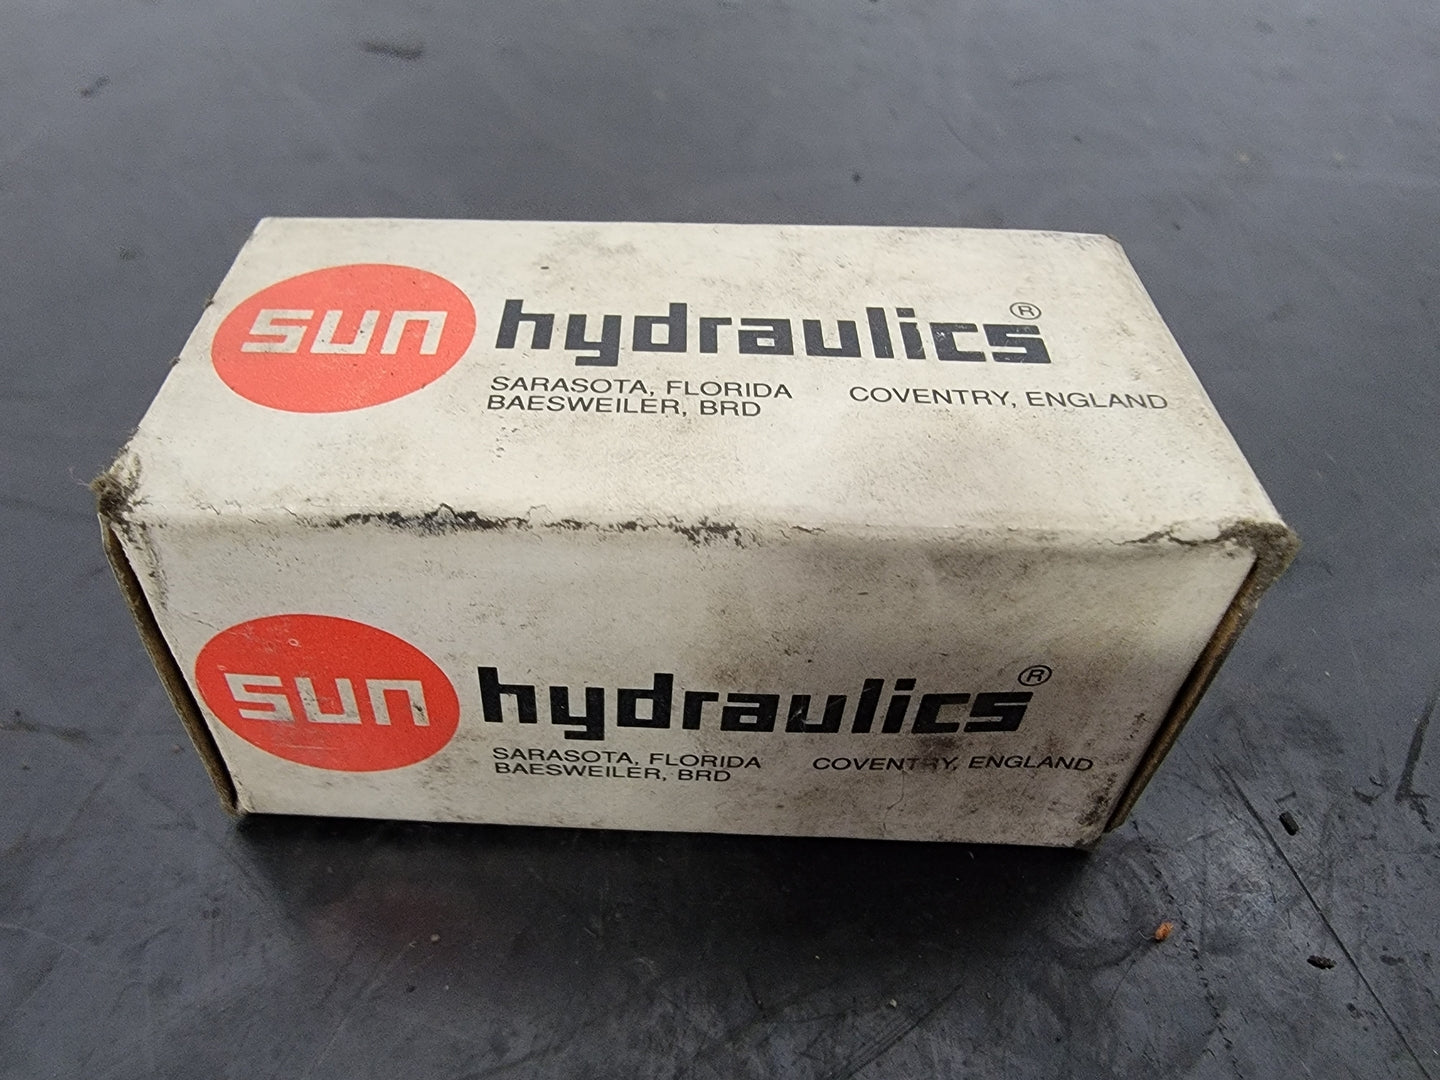 sun hydraulics®
SARASOTA, FLORIDA COVENTRY, ENGLAND
BAESWEILER, BRD
sun hydraulics®
SARASOTA, FLORIDA COVENTRY, ENGLAND
BAESWEILER, BRD